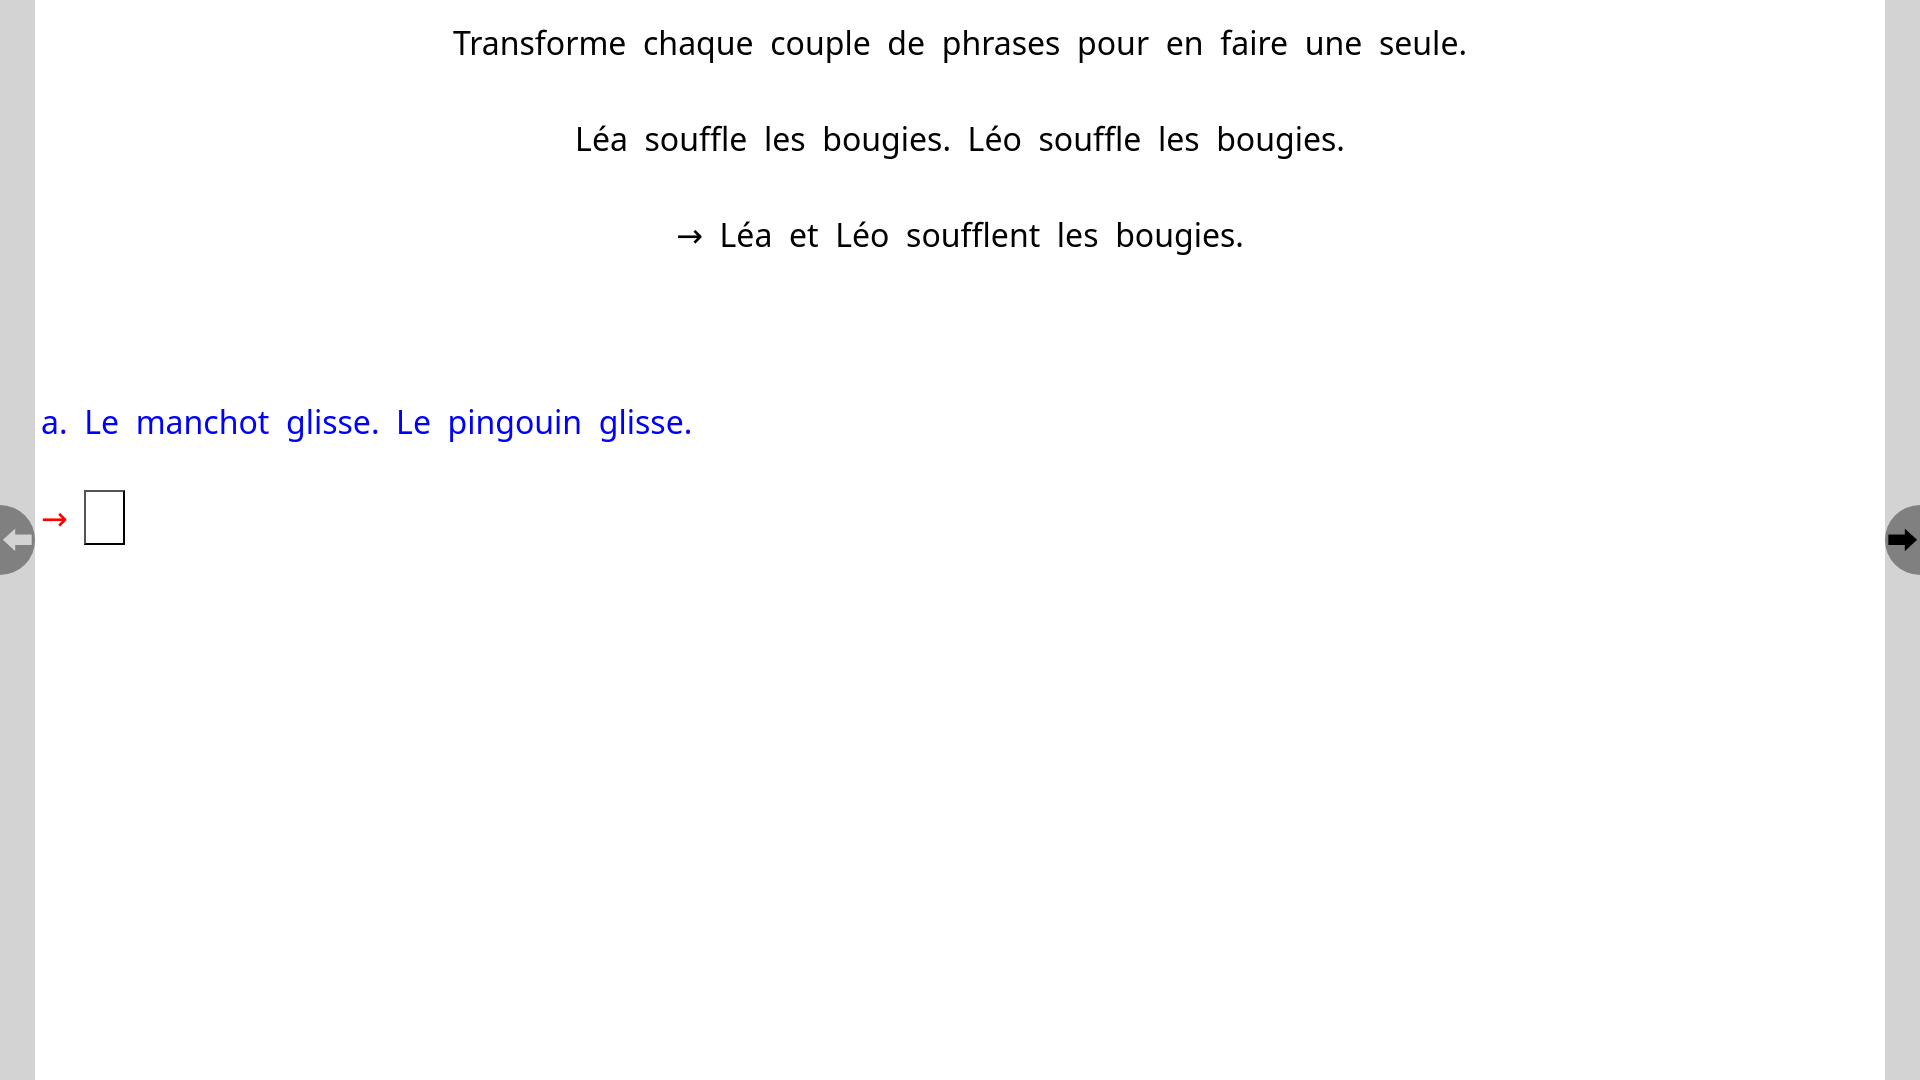 Transforme chaque couple de phrases pour en faire une seule.
Léa souffle les bougies. Léo souffle les bougies.
→ Léa et Léo soufflent les bougies.
a. Le manchot glisse. Le pingouin glisse.
→